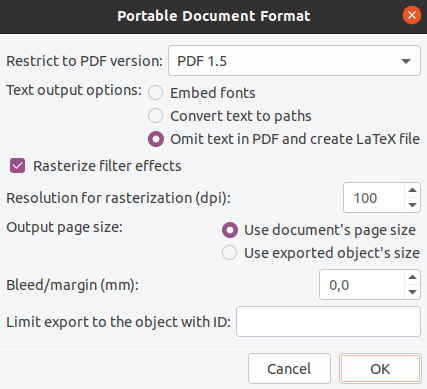 Portable Document Format
Restrict to PDF version: PDF 1.5
Text output options: Embed fonts
Convert text to paths
Omit text in PDF and create LaTeX file
Rasterize filter effects
Resolution for rasterization (dpi): 100
Output page size: Use document's page size
Use exported object's size
Bleed/margin (mm): 0,0
Limit export to the object with ID:
Cancel OK